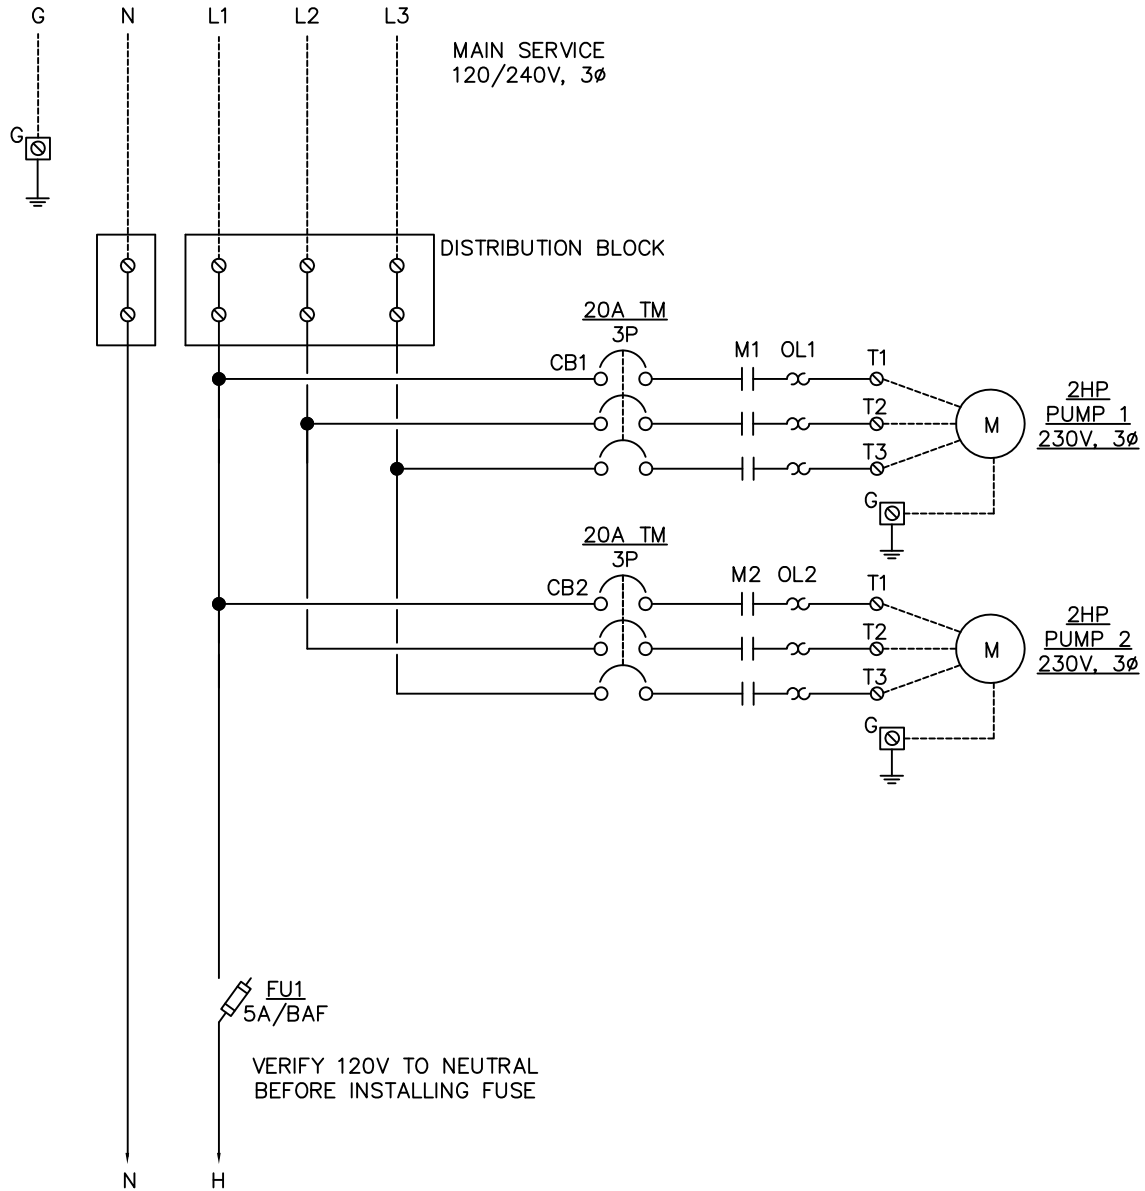 G N L1 L2 L3
MAIN SERVICE
120/240V, 3ø
G
DISTRIBUTION BLOCK
20A TM
3P
CB1
M1 OL1
T1
T2
T3
M
2HP
PUMP 1
230V, 3ø
G
20A TM
3P
CB2
M2 OL2
T1
T2
T3
M
2HP
PUMP 2
230V, 3ø
G
FU1
5A/BAF
VERIFY 120V TO NEUTRAL
BEFORE INSTALLING FUSE
N H